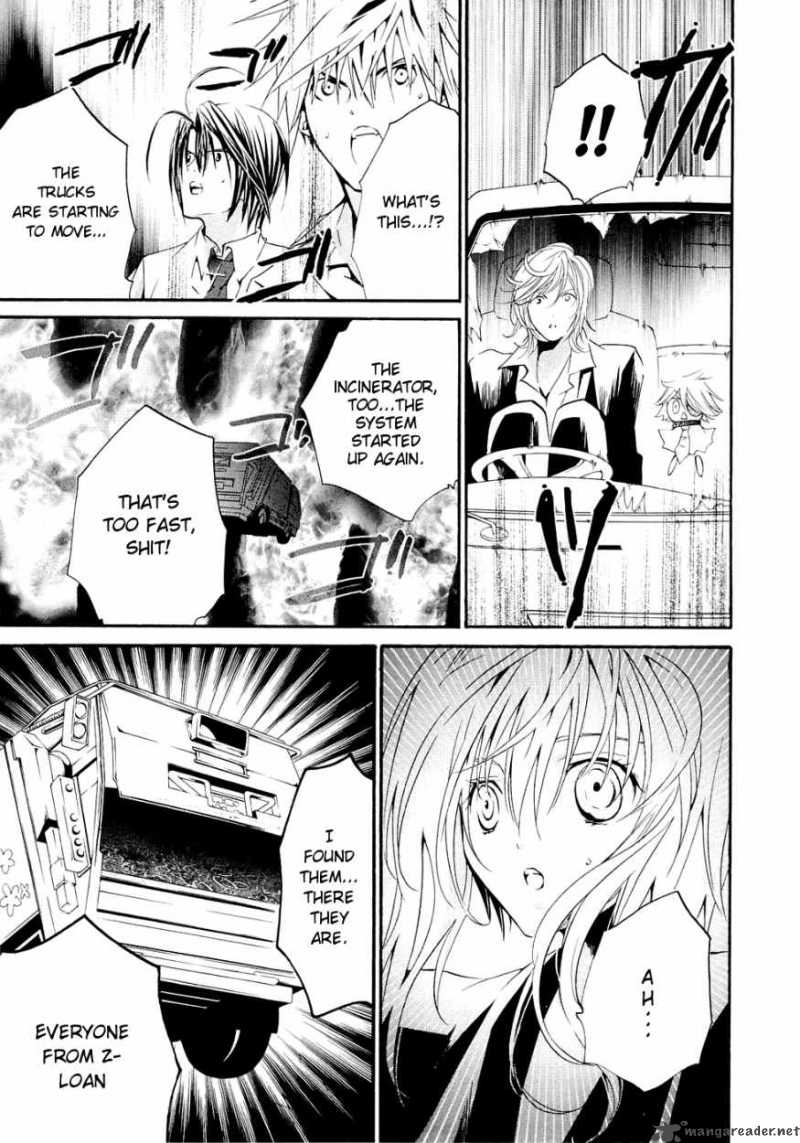 !!
WHAT'S
THIS...!?
THE
TRUCKS
ARE STARTING
TO MOVE...
THE
INCINERATOR,
TOO...THE
SYSTEM
STARTED
UP AGAIN.
THAT'S
TOO FAST,
SHIT!
AH...
I
FOUND
THEM...
THERE
THEY
ARE.
EVERYONE
FROM Z-
LOAN
mangareader.net